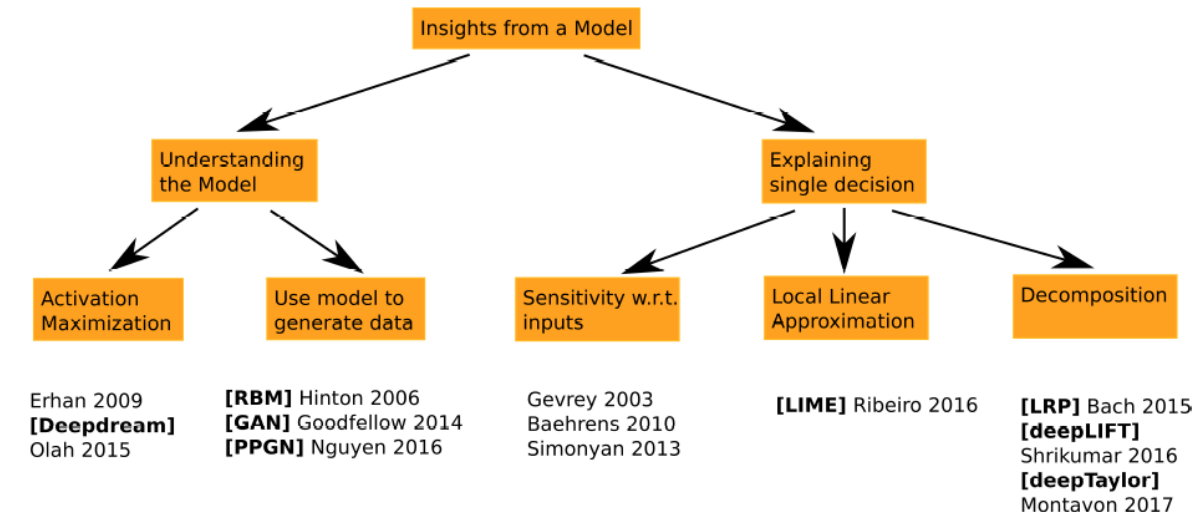 Insights from a Model
Understanding
the Model
Explaining
single decision
Activation
Maximization
Use model to
generate data
Sensitivity w.r.t.
inputs
Local Linear
Approximation
Decomposition
Erhan 2009
[Deepdream]
Olah 2015
[RBM] Hinton 2006
[GAN] Goodfellow 2014
[PPGN] Nguyen 2016
Gevrey 2003
Baehrens 2010
Simonyan 2013
[LIME] Ribeiro 2016
[LRP] Bach 2015
[deepLIFT]
Shrikumar 2016
[deepTaylor]
Montavon 2017